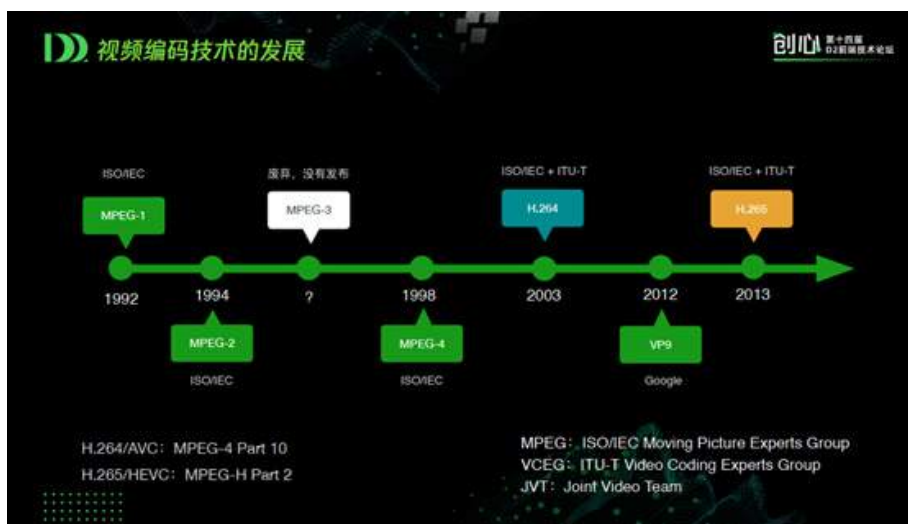 视频编码技术的发展
创心 第十四届
D2前端技术论坛
ISO/IEC
废弃，没有发布
ISO/IEC + ITU-T
ISO/IEC + ITU-T
MPEG-1
MPEG-3
H.264
H.265
1992
1994
?
1998
2003
2012
2013
MPEG-2
MPEG-4
VP9
ISO/IEC
ISO/IEC
Google
H.264/AVC：MPEG-4 Part 10
H.265/HEVC：MPEG-H Part 2
MPEG：ISO/IEC Moving Picture Experts Group
VCEG：ITU-T Video Coding Experts Group
JVT：Joint Video Team